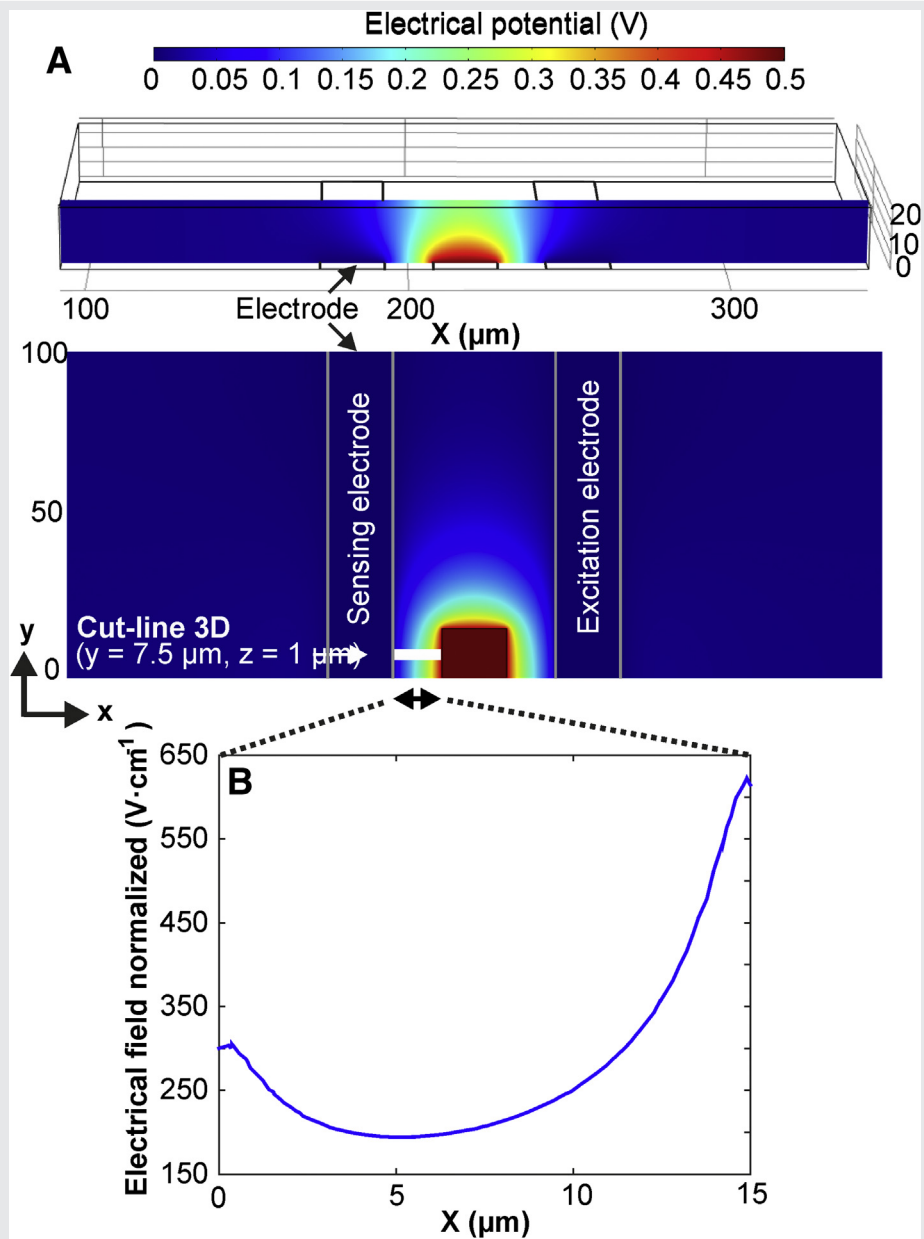 Electrical potential (V)
A
0 0.05 0.1 0.15 0.2 0.25 0.3 0.35 0.4 0.45 0.5
20
10
0
100 200 300
Electrode
X (µm)
100
50
0
Sensing electrode
Excitation electrode
Cut-line 3D
(y = 7.5 µm, z = 1 µm)
y
x
B
Electrical field normalized (V·cm⁻¹)
650
550
450
350
250
150
0 5 10 15
X (µm)